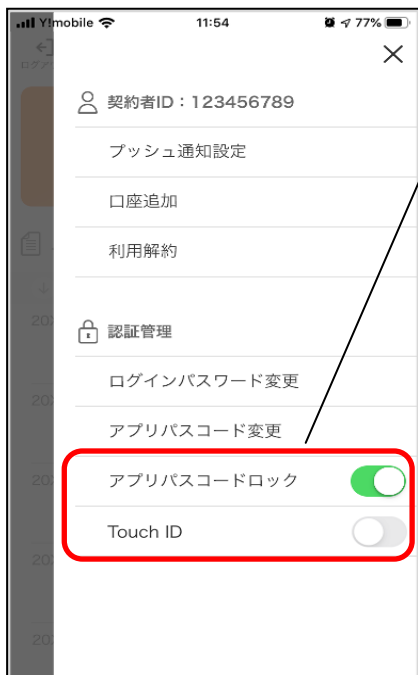 Y!mobile 11:54 77%
契約者ID：123456789
プッシュ通知設定
口座追加
利用解約
認証管理
ログインパスワード変更
アプリパスコード変更
アプリパスコードロック
Touch ID